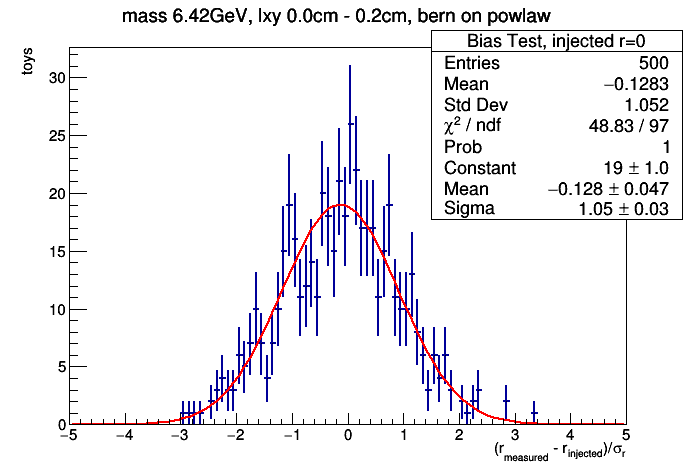 mass 6.42GeV, lxy 0.0cm - 0.2cm, bern on powlaw
Bias Test, injected r=0
Entries 500
Mean −0.1283
Std Dev 1.052
χ² / ndf 48.83 / 97
Prob 1
Constant 19 ± 1.0
Mean −0.128 ± 0.047
Sigma 1.05 ± 0.03
toys
30
25
20
15
10
5
0
−5 −4 −3 −2 −1 0 1 2 3 4 5
(r_measured - r_injected)/σ_r